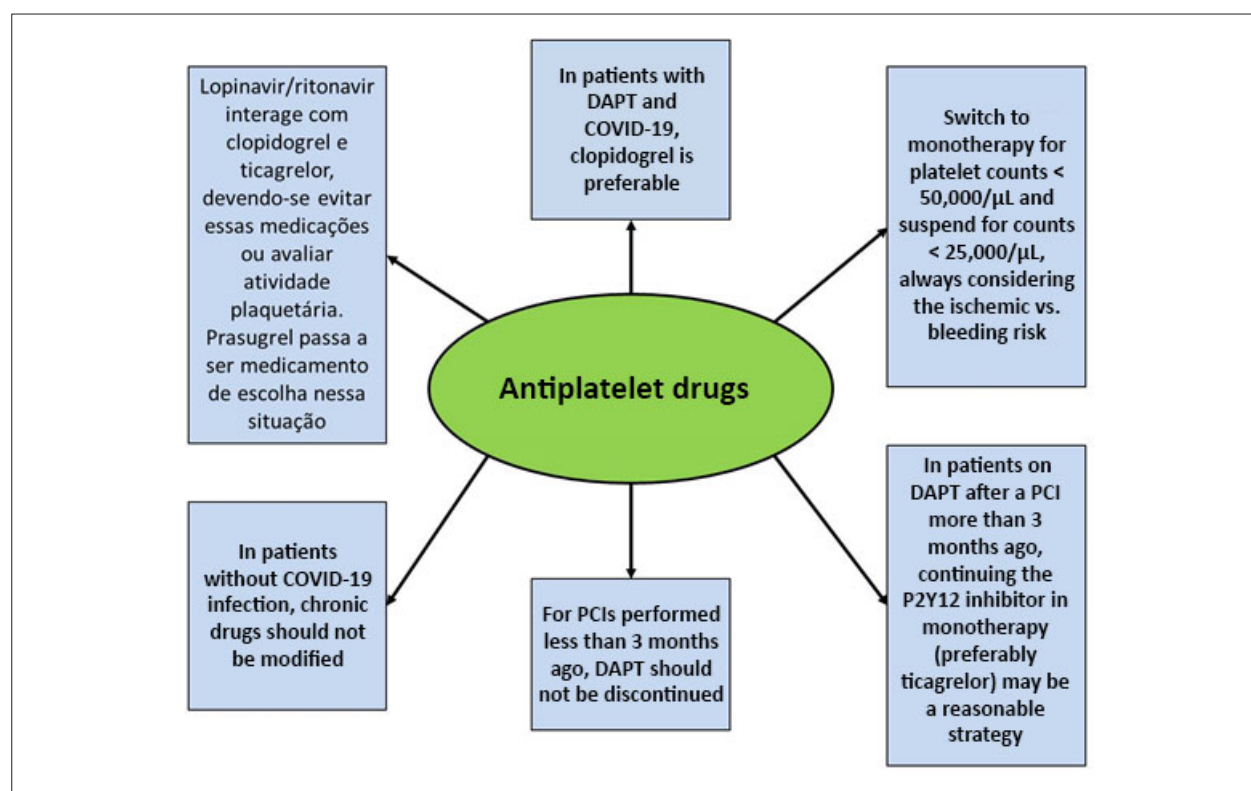 Lopinavir/ritonavir
interage com
clopidogrel e
ticagrelor,
devendo-se evitar
essas medicações
ou avaliar
atividade
plaquetária.
Prasugrel passa a
ser medicamento
de escolha nessa
situação
In patients with
DAPT and
COVID-19,
clopidogrel is
preferable
Switch to
monotherapy for
platelet counts <
50,000/μL and
suspend for counts
< 25,000/μL,
always considering
the ischemic vs.
bleeding risk
Antiplatelet drugs
In patients
without COVID-19
infection, chronic
drugs should not
be modified
For PCIs performed
less than 3 months
ago, DAPT should
not be discontinued
In patients on
DAPT after a PCI
more than 3
months ago,
continuing the
P2Y12 inhibitor in
monotherapy
(preferably
ticagrelor) may be
a reasonable
strategy